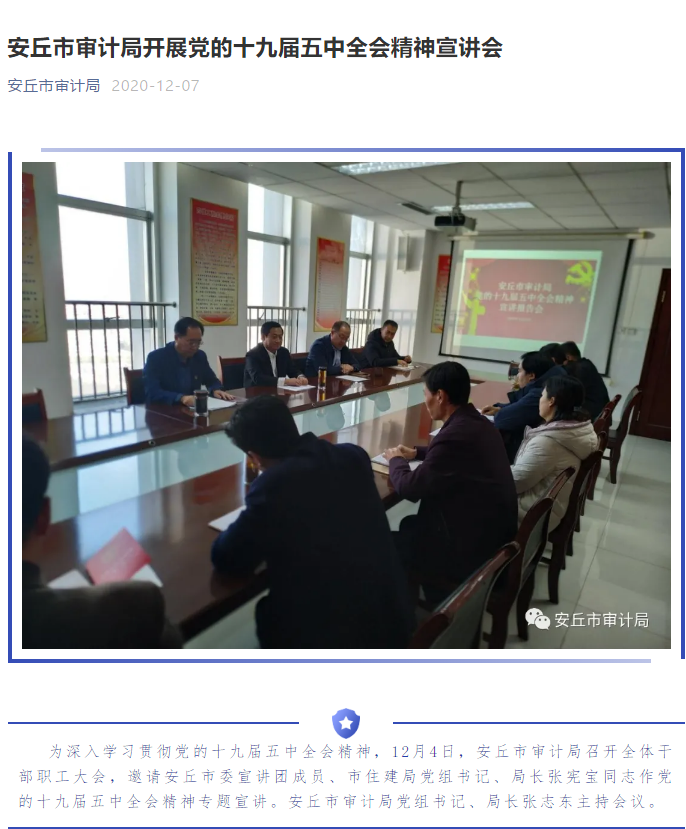 安丘市审计局开展党的十九届五中全会精神宣讲会
安丘市审计局 2020-12-07
安丘市审计局
党的十九届五中全会精神
宣讲报告会
安丘市审计局
为深入学习贯彻党的十九届五中全会精神，12月4日，安丘市审计局召开全体干
部职工大会，邀请安丘市委宣讲团成员、市住建局党组书记、局长张宪宝同志作党
的十九届五中全会精神专题宣讲。安丘市审计局党组书记、局长张志东主持会议。